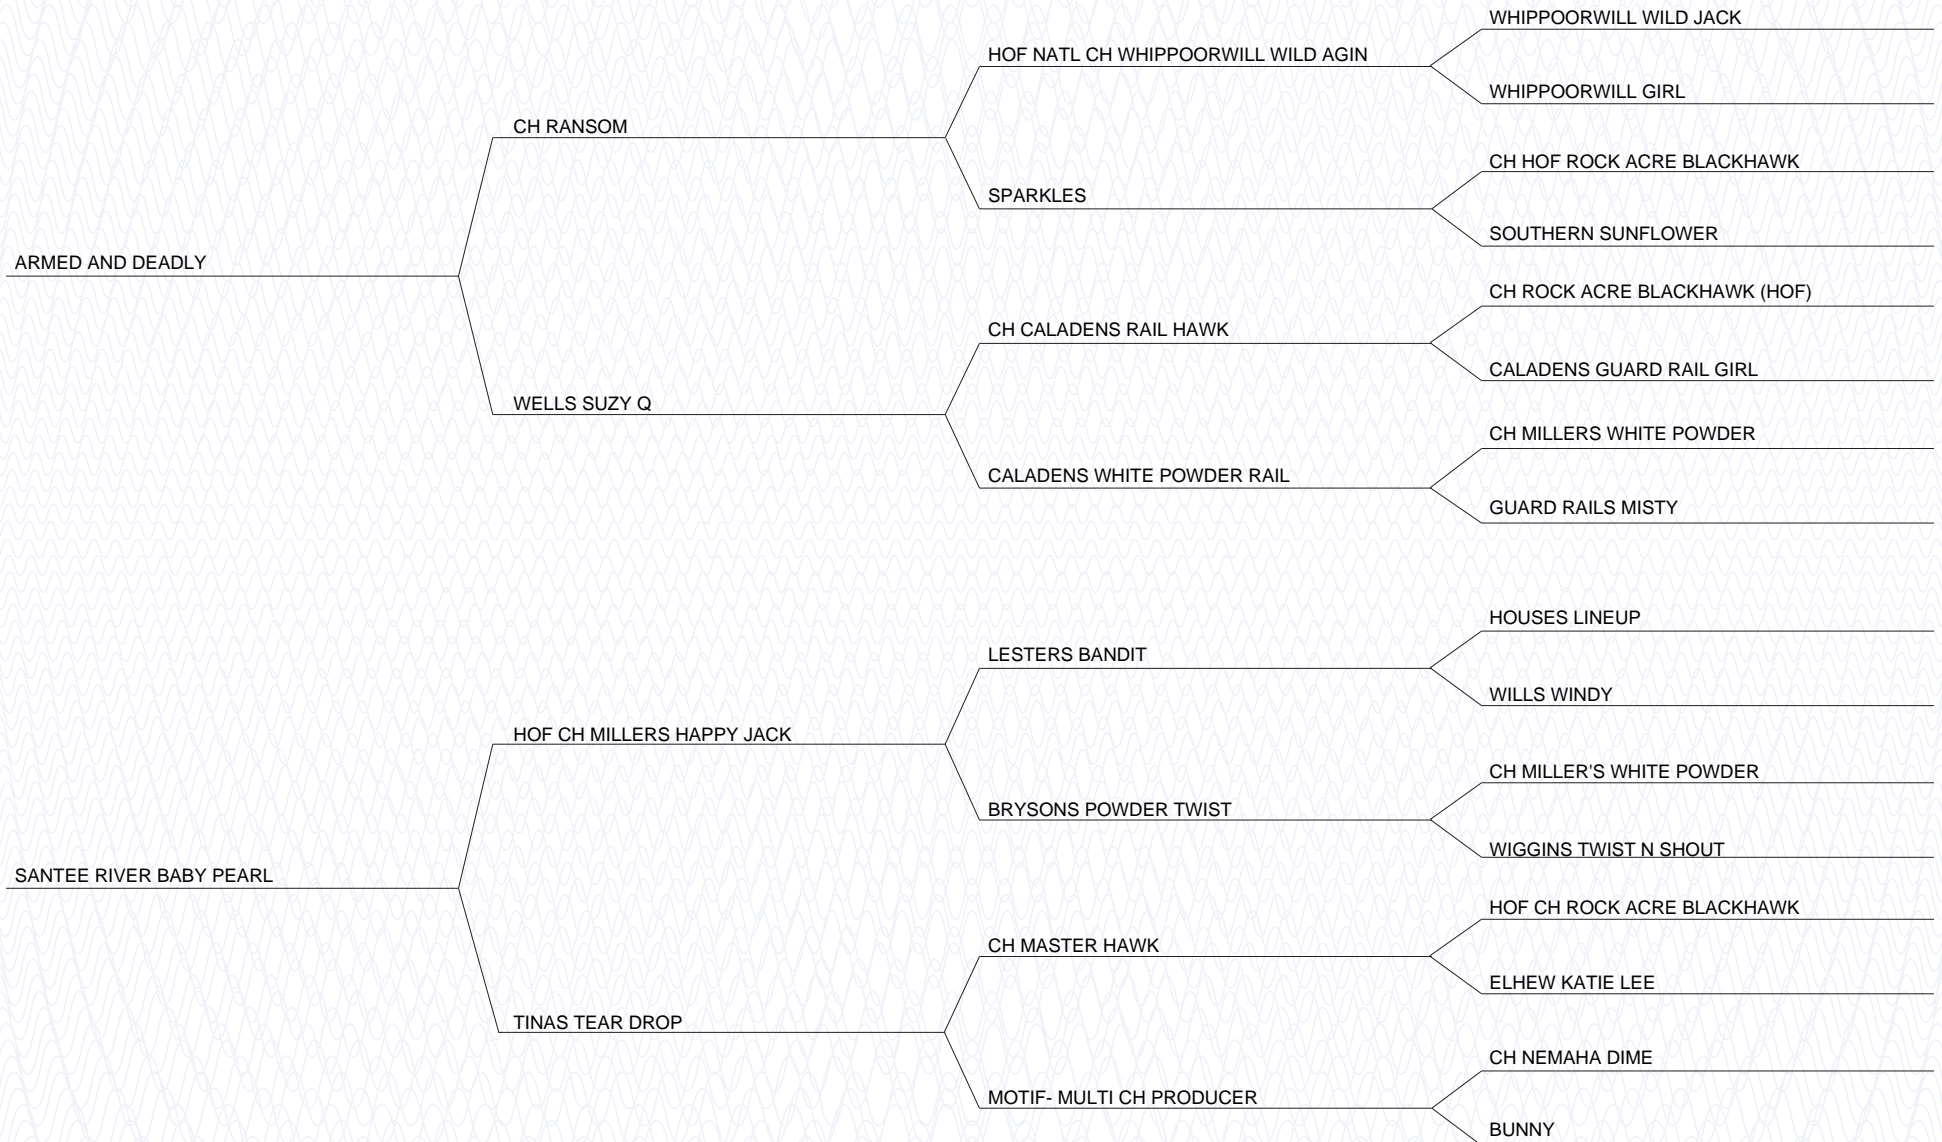 WHIPPOORWILL WILD JACK
HOF NATL CH WHIPPOORWILL WILD AGIN
WHIPPOORWILL GIRL
CH RANSOM
CH HOF ROCK ACRE BLACKHAWK
SPARKLES
SOUTHERN SUNFLOWER
ARMED AND DEADLY
CH ROCK ACRE BLACKHAWK (HOF)
CH CALADENS RAIL HAWK
CALADENS GUARD RAIL GIRL
WELLS SUZY Q
CH MILLERS WHITE POWDER
CALADENS WHITE POWDER RAIL
GUARD RAILS MISTY
HOUSES LINEUP
LESTERS BANDIT
WILLS WINDY
HOF CH MILLERS HAPPY JACK
CH MILLER'S WHITE POWDER
BRYSONS POWDER TWIST
WIGGINS TWIST N SHOUT
SANTEE RIVER BABY PEARL
HOF CH ROCK ACRE BLACKHAWK
CH MASTER HAWK
ELHEW KATIE LEE
TINAS TEAR DROP
CH NEMAHA DIME
MOTIF- MULTI CH PRODUCER
BUNNY